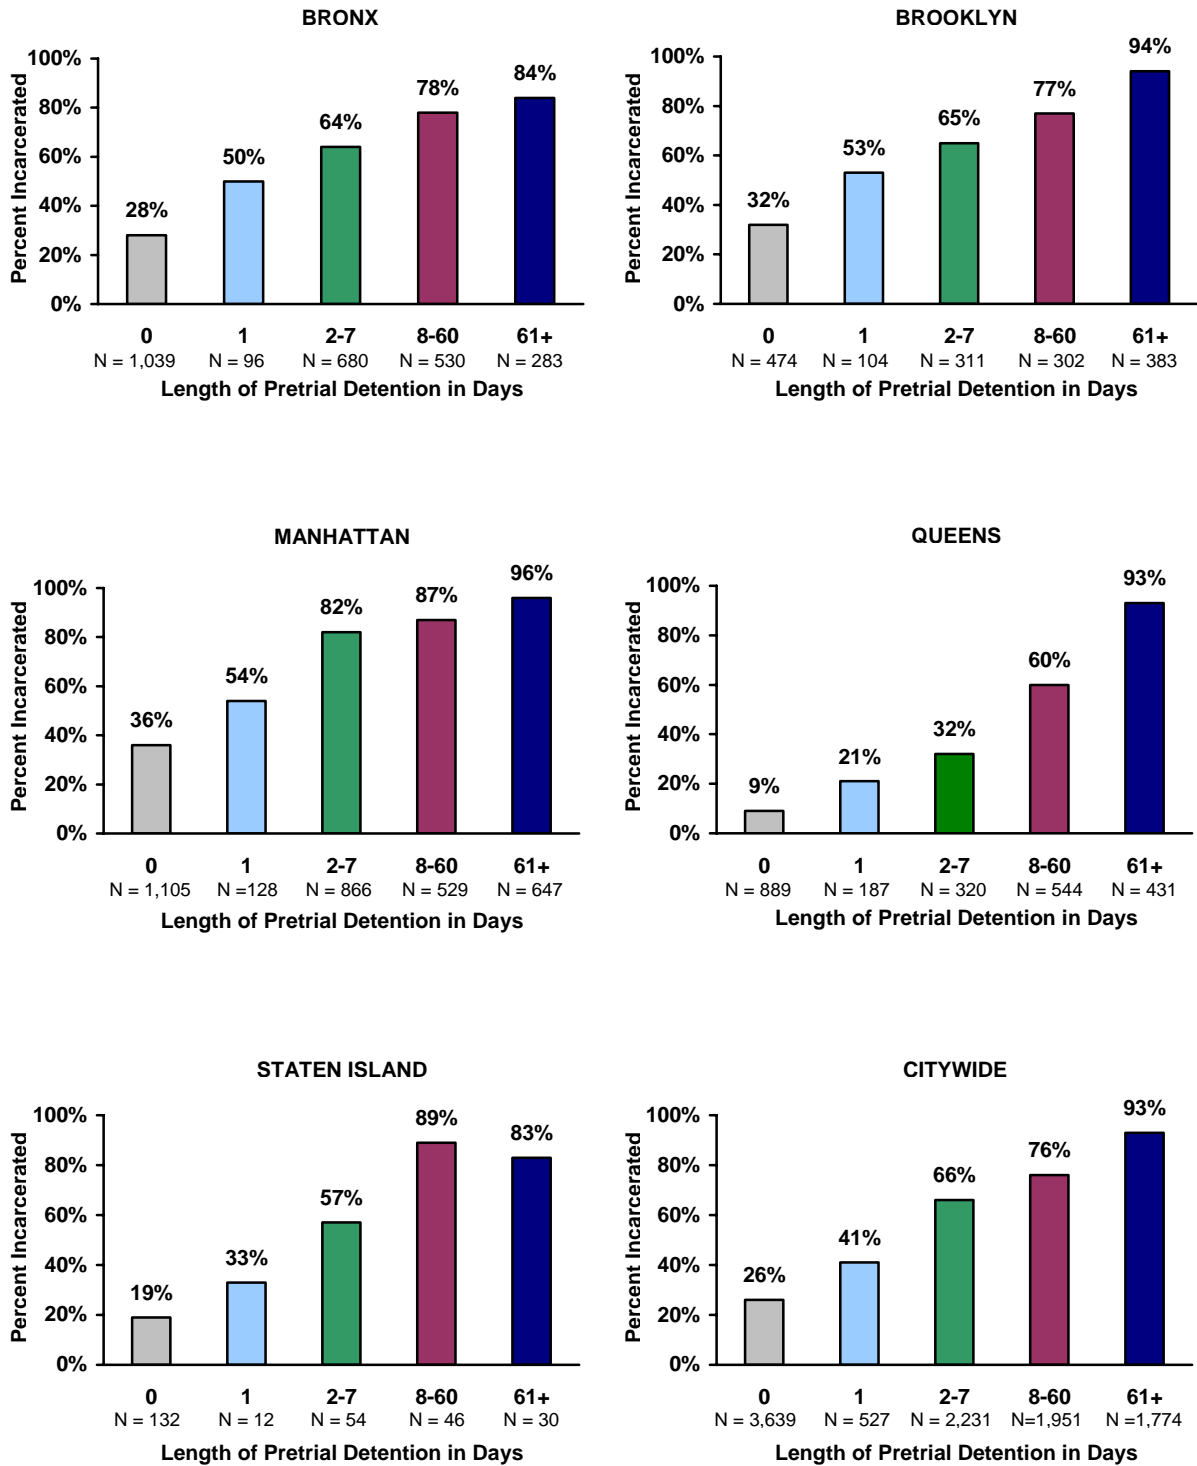 BRONX
100%
80%
60%
40%
20%
0%
Percent Incarcerated
28%
50%
64%
78%
84%
0 1 2-7 8-60 61+
N = 1,039 N = 96 N = 680 N = 530 N = 283
Length of Pretrial Detention in Days
BROOKLYN
100%
80%
60%
40%
20%
0%
Percent Incarcerated
32%
53%
65%
77%
94%
0 1 2-7 8-60 61+
N = 474 N = 104 N = 311 N = 302 N = 383
Length of Pretrial Detention in Days
MANHATTAN
100%
80%
60%
40%
20%
0%
Percent Incarcerated
36%
54%
82%
87%
96%
0 1 2-7 8-60 61+
N = 1,105 N =128 N = 866 N = 529 N = 647
Length of Pretrial Detention in Days
QUEENS
100%
80%
60%
40%
20%
0%
Percent Incarcerated
9%
21%
32%
60%
93%
0 1 2-7 8-60 61+
N = 889 N = 187 N = 320 N = 544 N = 431
Length of Pretrial Detention in Days
STATEN ISLAND
100%
80%
60%
40%
20%
0%
Percent Incarcerated
19%
33%
57%
89%
83%
0 1 2-7 8-60 61+
N = 132 N = 12 N = 54 N = 46 N = 30
Length of Pretrial Detention in Days
CITYWIDE
100%
80%
60%
40%
20%
0%
Percent Incarcerated
26%
41%
66%
76%
93%
0 1 2-7 8-60 61+
N = 3,639 N = 527 N = 2,231 N=1,951 N =1,774
Length of Pretrial Detention in Days